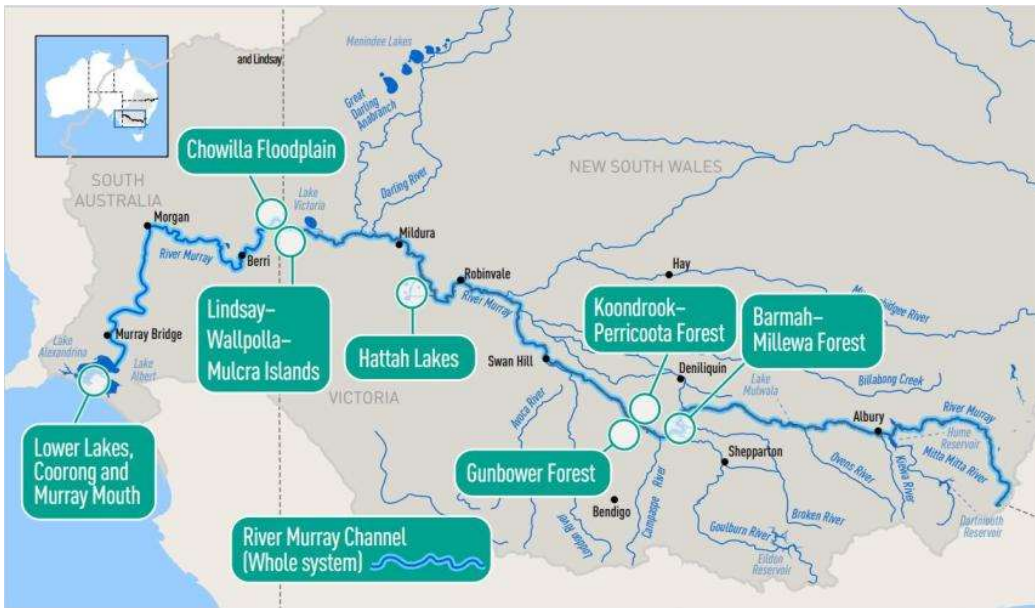 Menindee Lakes
and Lindsay
Great
Darling
Anabranch
Chowilla Floodplain
NEW SOUTH WALES
SOUTH
AUSTRALIA
Darling River
Lake
Victoria
Morgan
Mildura
River Murray
Berri
Robinvale
Hay
River Murray
Murrumbidgee River
Lindsay–
Wallpolla–
Mulcra Islands
Koondrook–
Perricoota Forest
Barmah–
Millewa Forest
Murray Bridge
Hattah Lakes
Lake
Alexandrina
Lake
Albert
Swan Hill
Deniliquin
Lake
Mulwala
Billabong Creek
VICTORIA
Avoca River
Albury
River Murray
Hume
Reservoir
Lower Lakes,
Coorong and
Murray Mouth
Gunbower Forest
Shepparton
Ovens River
Kiewa River
Mitta Mitta River
Bendigo
Campaspe River
Loddon River
Broken River
Goulburn River
Eildon
Reservoir
Dartmouth
Reservoir
River Murray Channel
(Whole system)